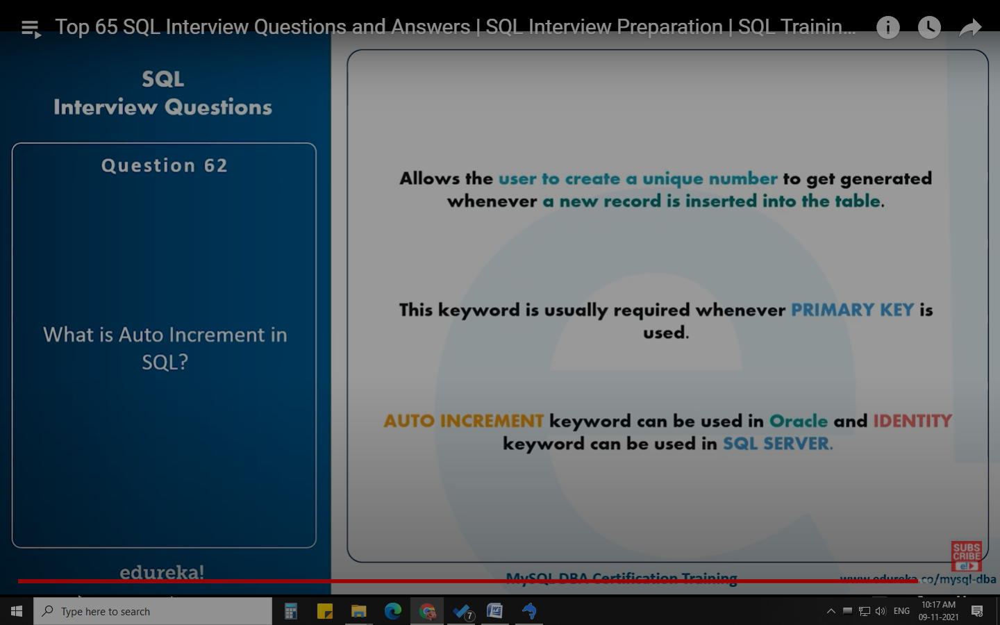 Top 65 SQL Interview Questions and Answers | SQL Interview Preparation | SQL Trainin...
SQL
Interview Questions
Question 62
What is Auto Increment in
SQL?
edureka!
Allows the user to create a unique number to get generated
whenever a new record is inserted into the table.
This keyword is usually required whenever PRIMARY KEY is
used.
AUTO INCREMENT keyword can be used in Oracle and IDENTITY
keyword can be used in SQL SERVER.
SUBS
CRIBE
e!
MySQL DBA Certification Training
www.edureka.co/mysql-dba
Type here to search
7
ENG
10:17 AM
09-11-2021